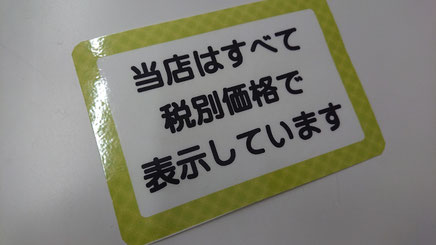 当店はすべて
税別価格で
表示しています